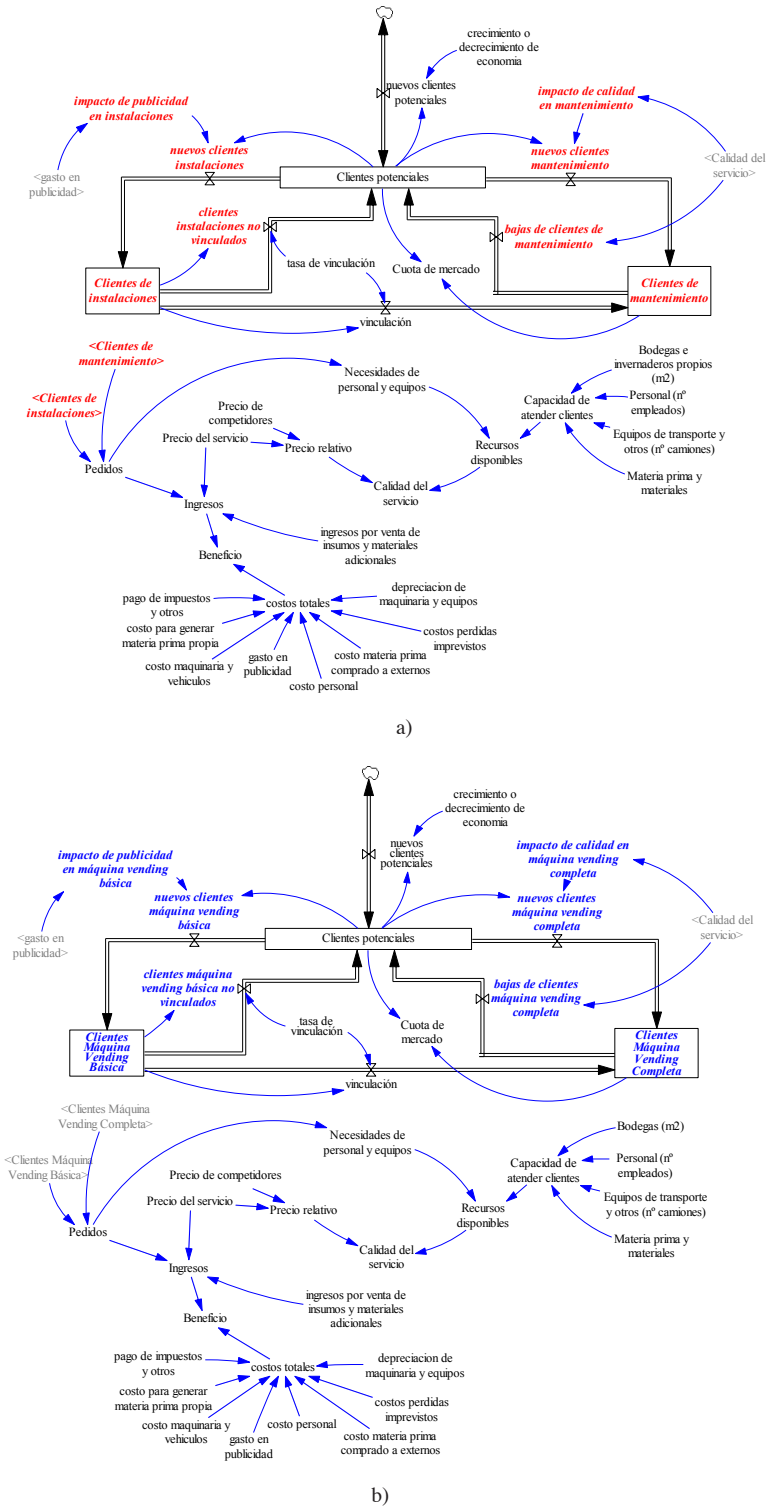 crecimiento o
decrecimiento de
economia
nuevos clientes
potenciales
impacto de publicidad
en instalaciones
impacto de calidad
en mantenimiento
nuevos clientes
instalaciones
nuevos clientes
mantenimiento
<gasto en
publicidad>
<Calidad del
servicio>
Clientes potenciales
clientes
instalaciones no
vinculados
bajas de clientes de
mantenimiento
tasa de vinculación
Cuota de mercado
Clientes de
instalaciones
Clientes de
mantenimiento
vinculación
<Clientes de
mantenimiento>
<Clientes de
instalaciones>
Necesidades de
personal y equipos
Bodegas e
invernaderos propios
(m2)
Capacidad de
atender clientes
Personal (nº
empleados)
Precio de
competidores
Precio del servicio
Precio relativo
Recursos
disponibles
Equipos de transporte y
otros (nº camiones)
Materia prima y
materiales
Pedidos
Calidad del
servicio
Ingresos
ingresos por venta de
insumos y materiales
adicionales
Beneficio
pago de impuestos
y otros
costos totales
depreciacion de
maquinaria y equipos
costo para generar
materia prima propia
costos perdidas
imprevistos
costo maquinaria y
vehiculos
gasto en
publicidad
costo materia prima
comprado a externos
costo personal
a)
crecimiento o
decrecimiento de
economia
nuevos
clientes
potenciales
impacto de publicidad
en máquina vending
básica
impacto de calidad en
máquina vending
completa
nuevos clientes
máquina vending
básica
nuevos clientes
máquina vending
completa
<gasto en
publicidad>
<Calidad del
servicio>
Clientes potenciales
clientes máquina
vending básica no
vinculados
bajas de clientes
máquina vending
completa
tasa de
vinculación
Cuota de
mercado
Clientes
Máquina
Vending
Básica
Clientes
Máquina
Vending
Completa
vinculación
<Clientes Máquina
Vending Completa>
<Clientes Máquina
Vending Básica>
Necesidades de
personal y equipos
Bodegas (m2)
Capacidad de
atender clientes
Personal (nº
empleados)
Precio de competidores
Precio del servicio
Precio relativo
Recursos
disponibles
Equipos de transporte
y otros (nº camiones)
Materia prima y
materiales
Pedidos
Calidad del
servicio
Ingresos
ingresos por venta de
insumos y materiales
adicionales
Beneficio
pago de impuestos
y otros
costos totales
depreciacion de
maquinaria y equipos
costo para generar
materia prima propia
costos perdidas
imprevistos
costo maquinaria y
vehiculos
gasto en
publicidad
costo personal
costo materia prima
comprado a externos
b)